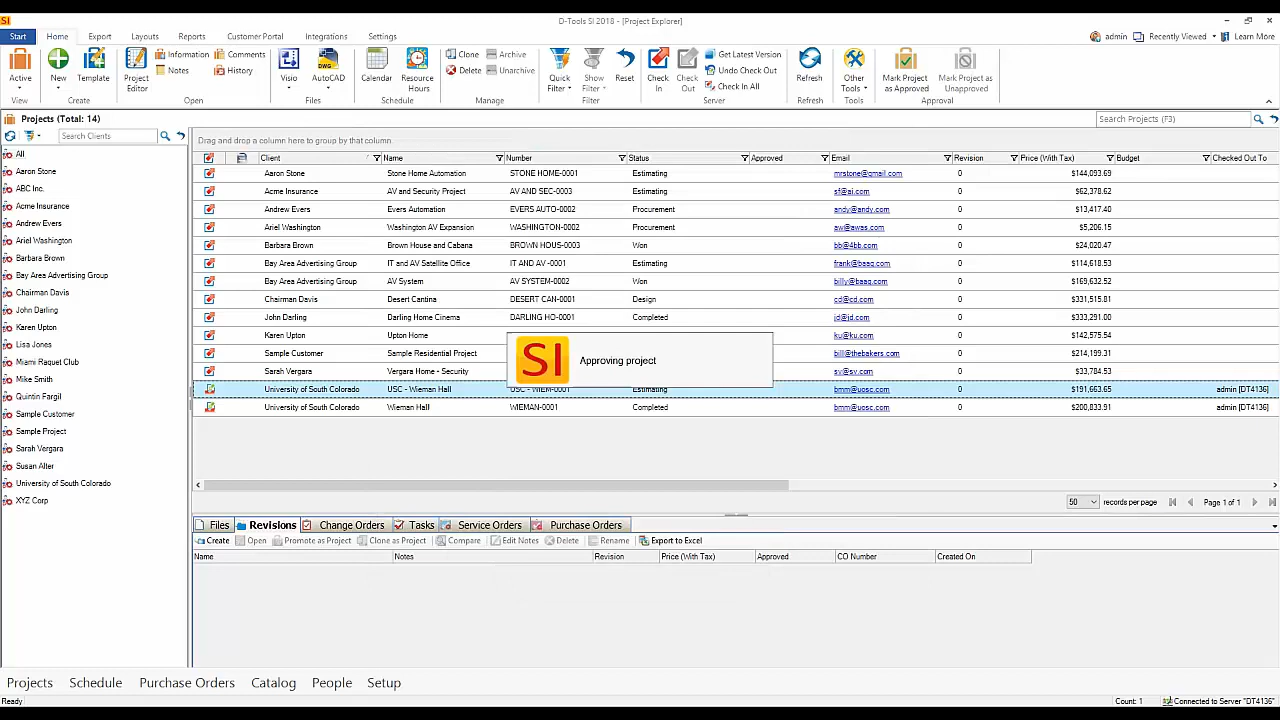 SI
D-Tools SI 2018 - [Project Explorer]
Start Home Export Layouts Reports Customer Portal Integrations Settings
admin Recently Viewed Learn More
Active New Template Project Editor Information Notes Comments History Visio AutoCAD Calendar Resource Hours Clone Delete Archive Unarchive Quick Filter Show Filter Reset Check In Check Out Get Latest Version Undo Check Out Check In All Refresh Other Tools Mark Project as Approved Mark Project as Unapproved
View Create Open Files Schedule Manage Filter Server Refresh Tools Approval
Projects (Total: 14)
Search Projects (F3)
Search Clients
All
Aaron Stone
ABC Inc.
Acme Insurance
Andrew Evers
Ariel Washington
Barbara Brown
Bay Area Advertising Group
Chairman Davis
John Darling
Karen Upton
Lisa Jones
Miami Raquet Club
Mike Smith
Quintin Fargil
Sample Customer
Sample Project
Sarah Vergara
Susan Alter
University of South Colorado
XYZ Corp
Drag and drop a column here to group by that column.
Client Name Number Status Approved Email Revision Price (With Tax) Budget Checked Out To
Aaron Stone Stone Home Automation STONE HOME-0001 Estimating mrstone@gmail.com 0 $144,093.69
Acme Insurance AV and Security Project AV AND SEC-0003 Estimating sf@ai.com 0 $62,378.62
Andrew Evers Evers Automation EVERS AUTO-0002 Procurement andy@andy.com 0 $13,417.40
Ariel Washington Washington AV Expansion WASHINGTON-0002 Procurement aw@awas.com 0 $5,206.15
Barbara Brown Brown House and Cabana BROWN HOUS-0003 Won bb@4bb.com 0 $24,020.47
Bay Area Advertising Group IT and AV Satellite Office IT AND AV -0001 Estimating frank@baag.com 0 $114,618.53
Bay Area Advertising Group AV System AV SYSTEM-0002 Won billy@baag.com 0 $169,632.52
Chairman Davis Desert Cantina DESERT CAN-0001 Design cd@cd.com 0 $331,515.81
John Darling Darling Home Cinema DARLING HO-0001 Completed jd@jd.com 0 $333,291.00
Karen Upton Upton Home ku@ku.com 0 $142,575.54
Sample Customer Sample Residential Project bill@thebakers.com 0 $214,199.31
Sarah Vergara Vergara Home - Security sv@sv.com 0 $33,784.53
University of South Colorado USC - Wieman Hall USC - WIEM-0001 Estimating bmm@uosc.com 0 $191,663.65 admin [DT4136]
University of South Colorado Wieman Hall WIEMAN-0001 Completed bmm@uosc.com 0 $200,833.91 admin [DT4136]
SI Approving project
50 records per page Page 1 of 1
Files Revisions Change Orders Tasks Service Orders Purchase Orders
Create Open Promote as Project Clone as Project Compare Edit Notes Delete Rename Export to Excel
Name Notes Revision Price (With Tax) Approved CO Number Created On
Projects Schedule Purchase Orders Catalog People Setup
Ready
Count: 1 Connected to Server "DT4136"